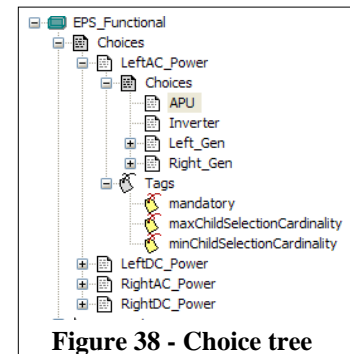 EPS_Functional
Choices
LeftAC_Power
Choices
APU
Inverter
Left_Gen
Right_Gen
Tags
mandatory
maxChildSelectionCardinality
minChildSelectionCardinality
LeftDC_Power
RightAC_Power
RightDC_Power
Figure 38 - Choice tree